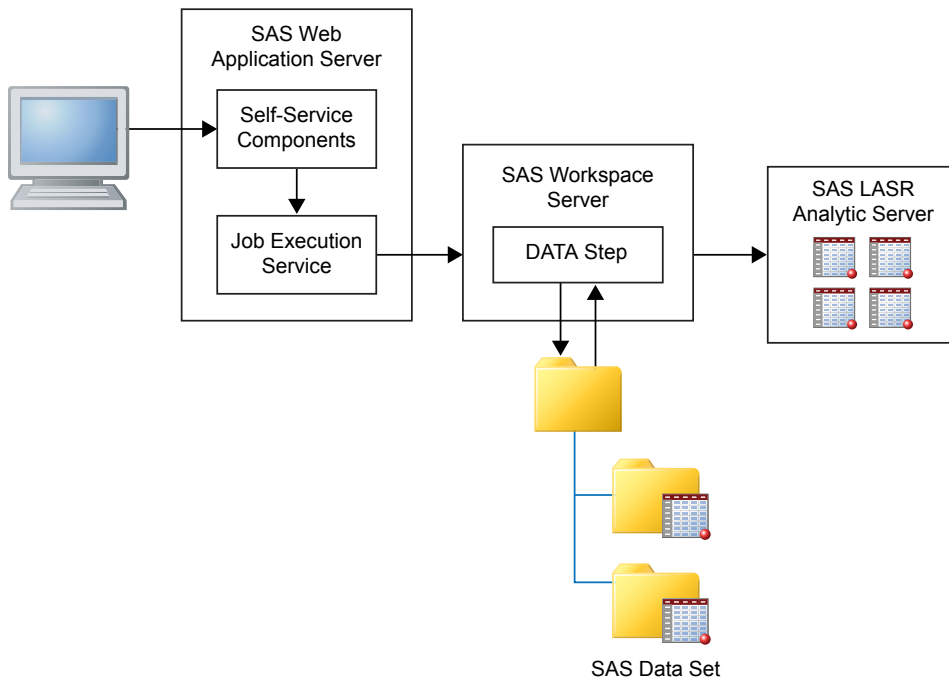 SAS Web
Application Server
Self-Service
Components
Job Execution
Service
SAS Workspace
Server
DATA Step
SAS LASR
Analytic Server
SAS Data Set